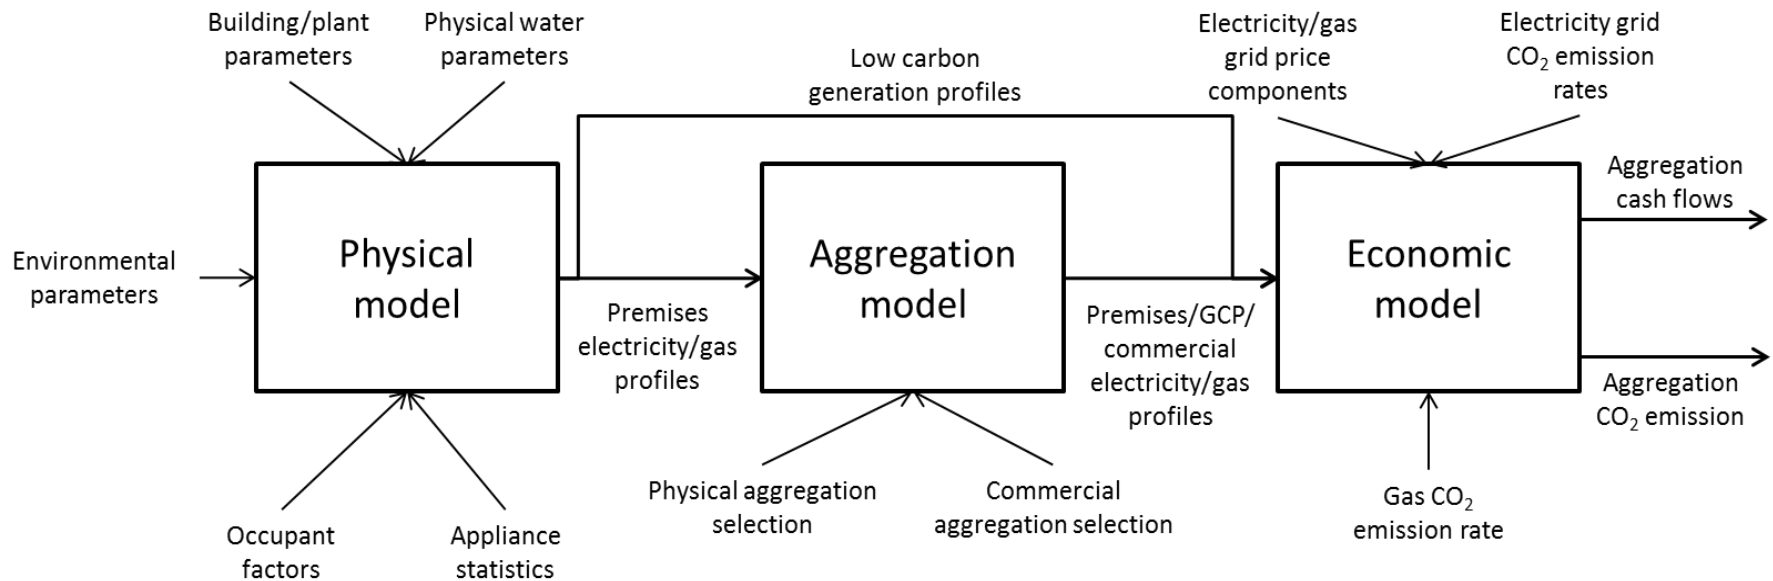 Building/plant
parameters
Physical water
parameters
Low carbon
generation profiles
Electricity/gas
grid price
components
Electricity grid
CO₂ emission
rates
Environmental
parameters
Physical
model
Premises
electricity/gas
profiles
Aggregation
model
Premises/GCP/
commercial
electricity/gas
profiles
Economic
model
Aggregation
cash flows
Aggregation
CO₂ emission
Occupant
factors
Appliance
statistics
Physical aggregation
selection
Commercial
aggregation selection
Gas CO₂
emission rate